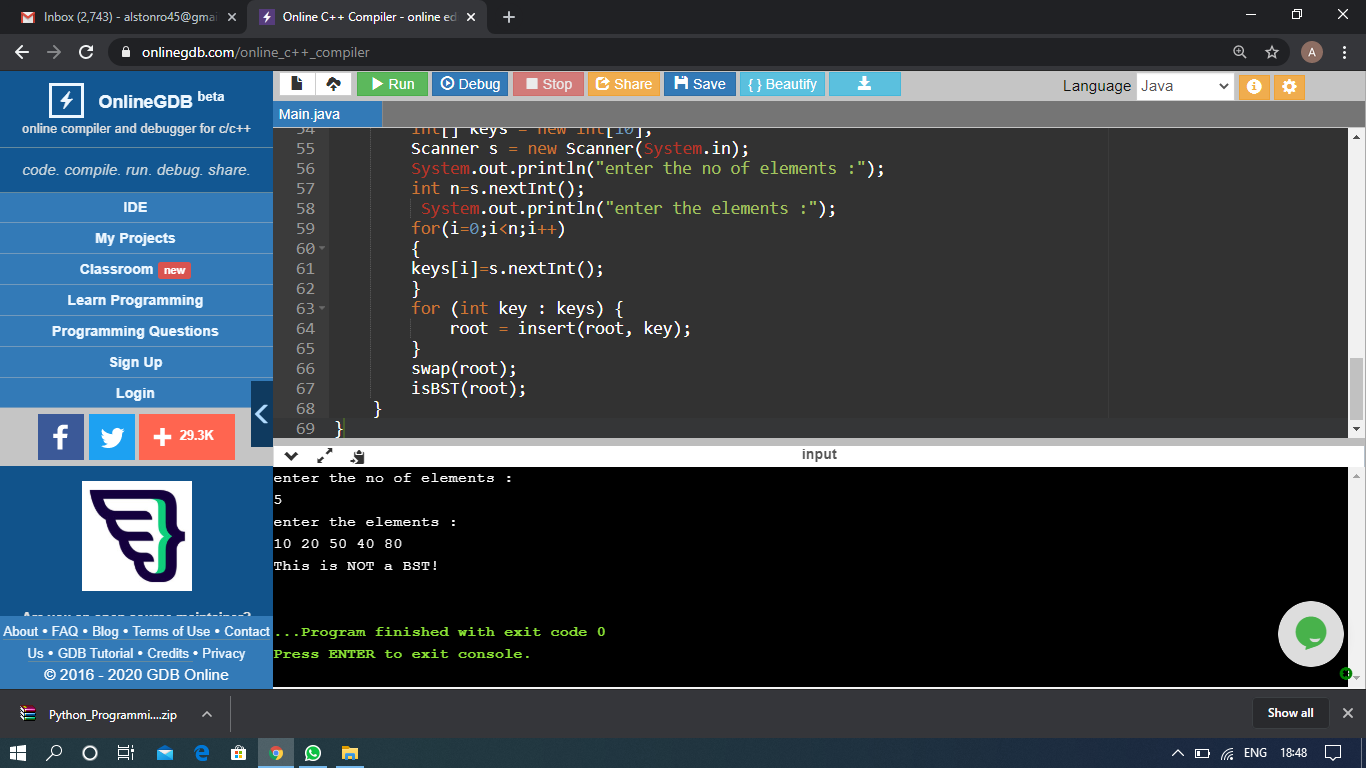 Inbox (2,743) - alstonro45@gmai
Online C++ Compiler - online ed
onlinegdb.com/online_c++_compiler
A
OnlineGDB beta
online compiler and debugger for c/c++
code. compile. run. debug. share.
IDE
My Projects
Classroom new
Learn Programming
Programming Questions
Sign Up
Login
29.3K
About • FAQ • Blog • Terms of Use • Contact
Us • GDB Tutorial • Credits • Privacy
© 2016 - 2020 GDB Online
Run
Debug
Stop
Share
Save
{ } Beautify
Language
Java
Main.java
54 int[] keys = new int[10];
55 Scanner s = new Scanner(System.in);
56 System.out.println("enter the no of elements :");
57 int n=s.nextInt();
58 System.out.println("enter the elements :");
59 for(i=0;i<n;i++)
60 {
61 keys[i]=s.nextInt();
62 }
63 for (int key : keys) {
64 root = insert(root, key);
65 }
66 swap(root);
67 isBST(root);
68 }
69 }
input
enter the no of elements :
5
enter the elements :
10 20 50 40 80
This is NOT a BST!
...Program finished with exit code 0
Press ENTER to exit console.
Python_Programmi....zip
Show all
ENG
18:48